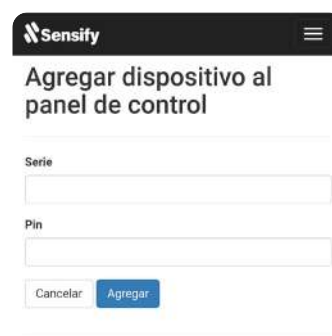 Sensify
Agregar dispositivo al
panel de control
Serie
Pin
Cancelar Agregar